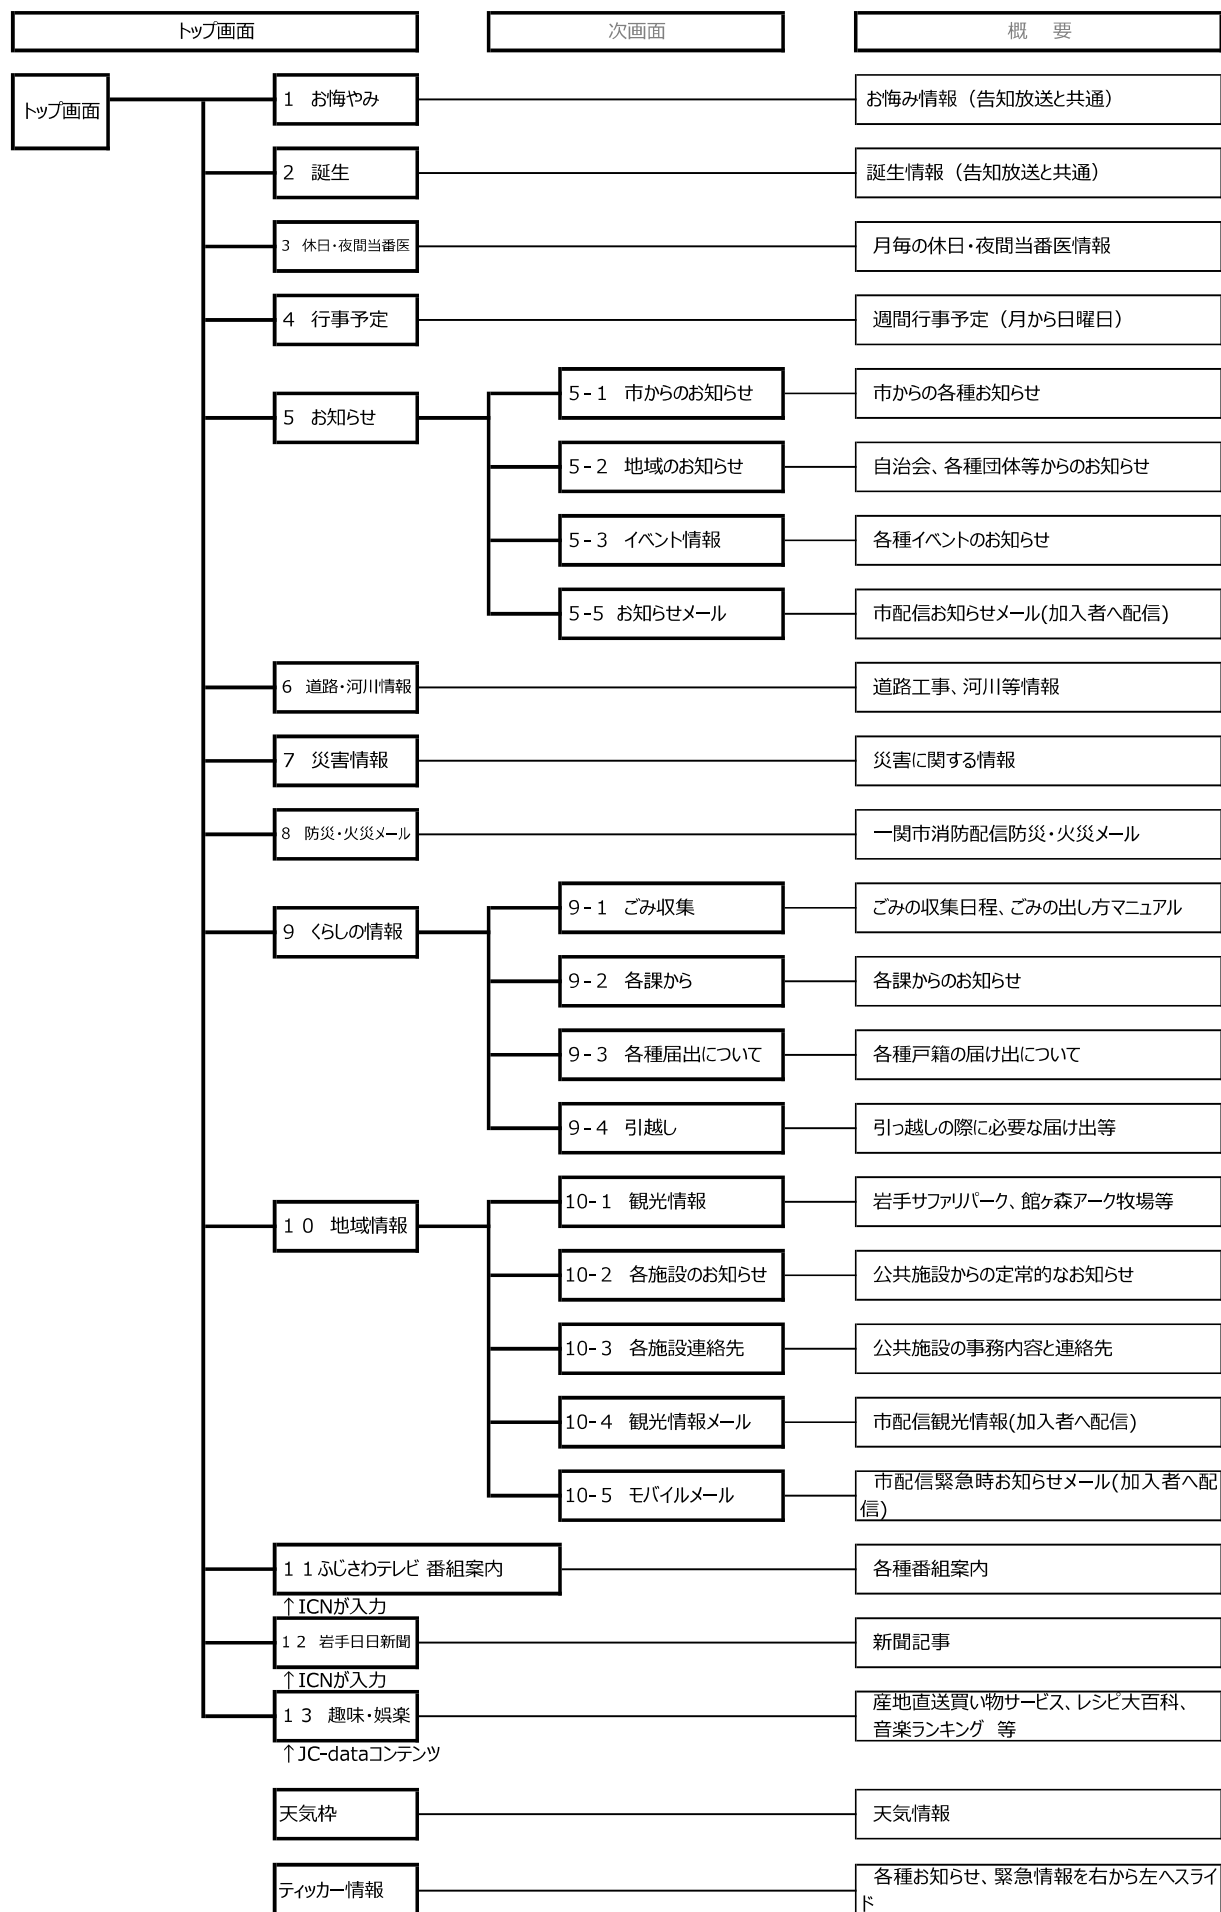 トップ画面 次画面 概 要
トップ画面
1 お悔やみ お悔み情報（告知放送と共通）
2 誕生 誕生情報（告知放送と共通）
3 休日・夜間当番医 月毎の休日・夜間当番医情報
4 行事予定 週間行事予定（月から日曜日）
5 お知らせ
5-1 市からのお知らせ 市からの各種お知らせ
5-2 地域のお知らせ 自治会、各種団体等からのお知らせ
5-3 イベント情報 各種イベントのお知らせ
5-5 お知らせメール 市配信お知らせメール(加入者へ配信)
6 道路・河川情報 道路工事、河川等情報
7 災害情報 災害に関する情報
8 防災・火災メール 一関市消防配信防災・火災メール
9 くらしの情報
9-1 ごみ収集 ごみの収集日程、ごみの出し方マニュアル
9-2 各課から 各課からのお知らせ
9-3 各種届出について 各種戸籍の届け出について
9-4 引越し 引っ越しの際に必要な届け出等
10 地域情報
10-1 観光情報 岩手サファリパーク、館ヶ森アーク牧場等
10-2 各施設のお知らせ 公共施設からの定常的なお知らせ
10-3 各施設連絡先 公共施設の事務内容と連絡先
10-4 観光情報メール 市配信観光情報(加入者へ配信)
10-5 モバイルメール 市配信緊急時お知らせメール(加入者へ配
信)
11ふじさわテレビ 番組案内 各種番組案内
↑ICNが入力
12 岩手日日新聞 新聞記事
↑ICNが入力
13 趣味・娯楽 産地直送買い物サービス、レシピ大百科、
音楽ランキング 等
↑JC-dataコンテンツ
天気枠 天気情報
ティッカー情報 各種お知らせ、緊急情報を右から左へスライ
ド